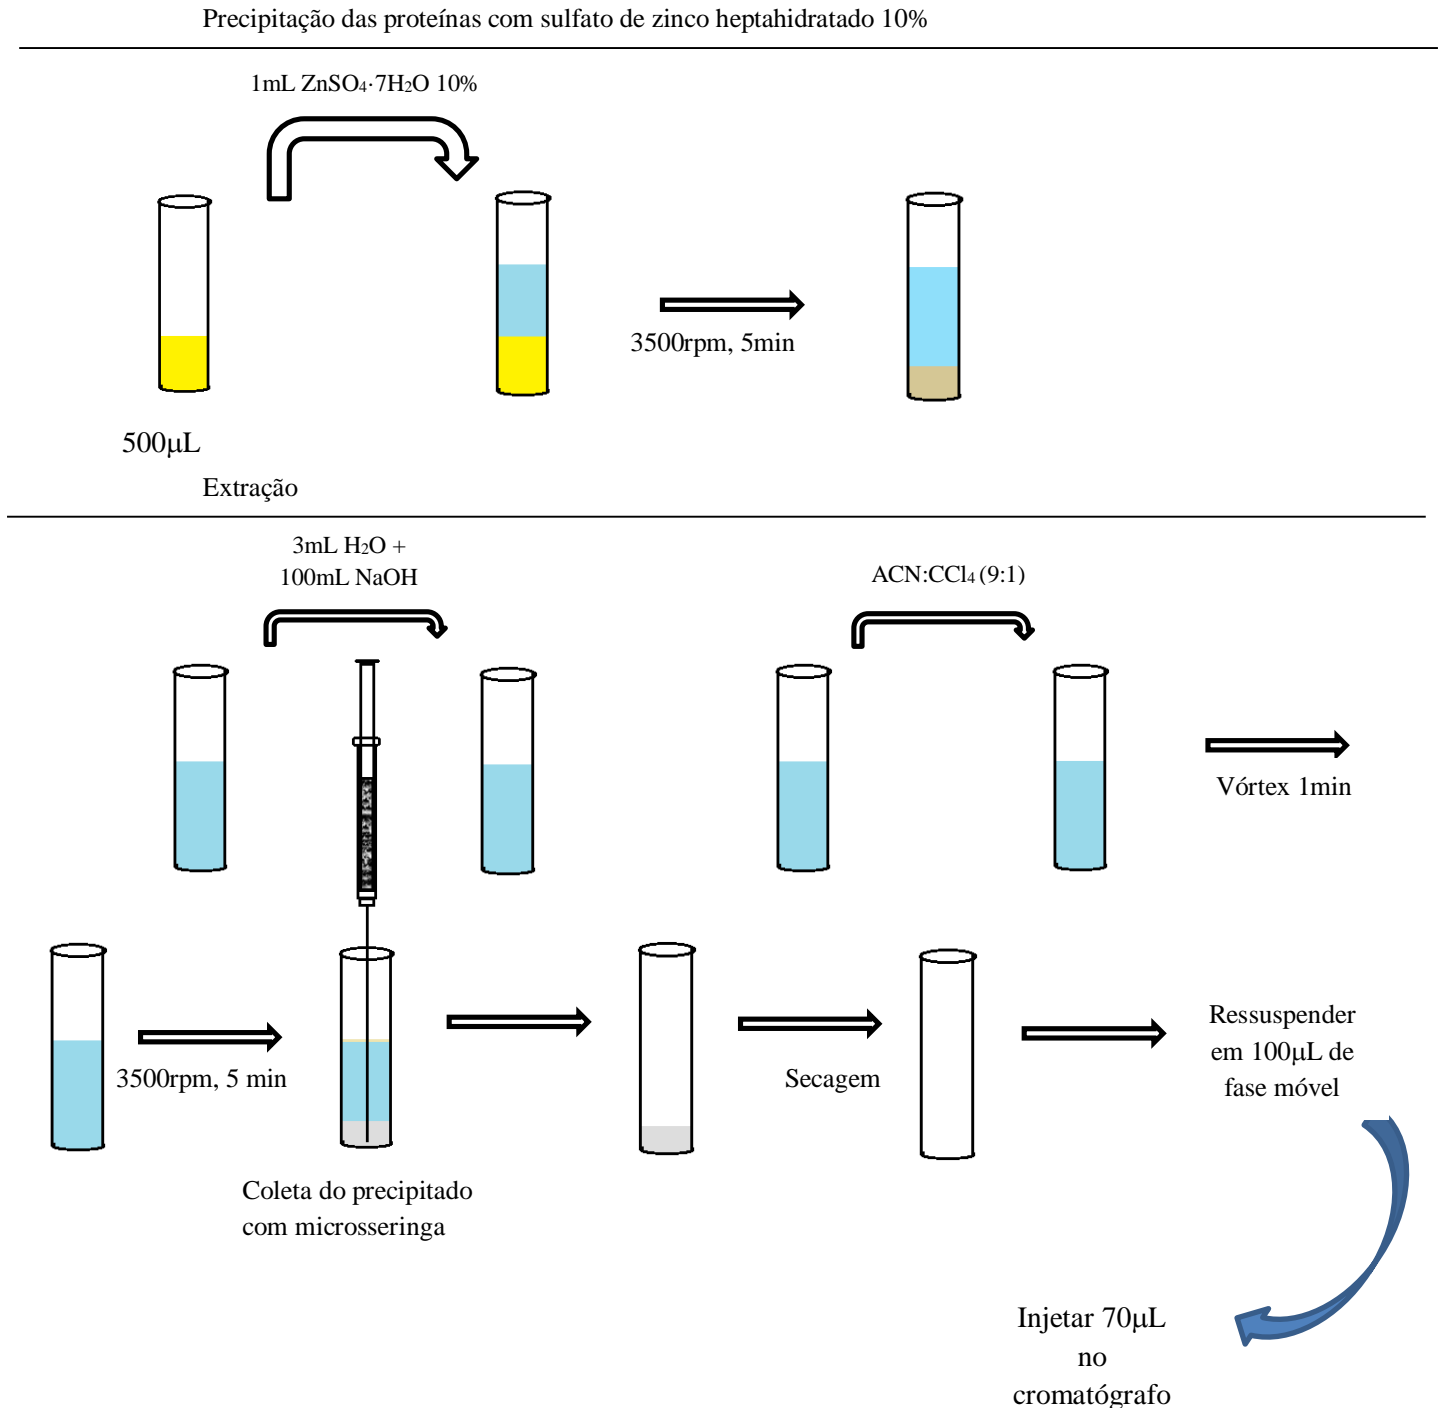 Precipitação das proteínas com sulfato de zinco heptahidratado 10%
1mL ZnSO₄·7H₂O 10%
3500rpm, 5min
500μL
Extração
3mL H₂O +
100mL NaOH
ACN:CCl₄ (9:1)
Vórtex 1min
3500rpm, 5 min
Coleta do precipitado
com microsseringa
Secagem
Ressuspender
em 100μL de
fase móvel
Injetar 70μL
no
cromatógrafo